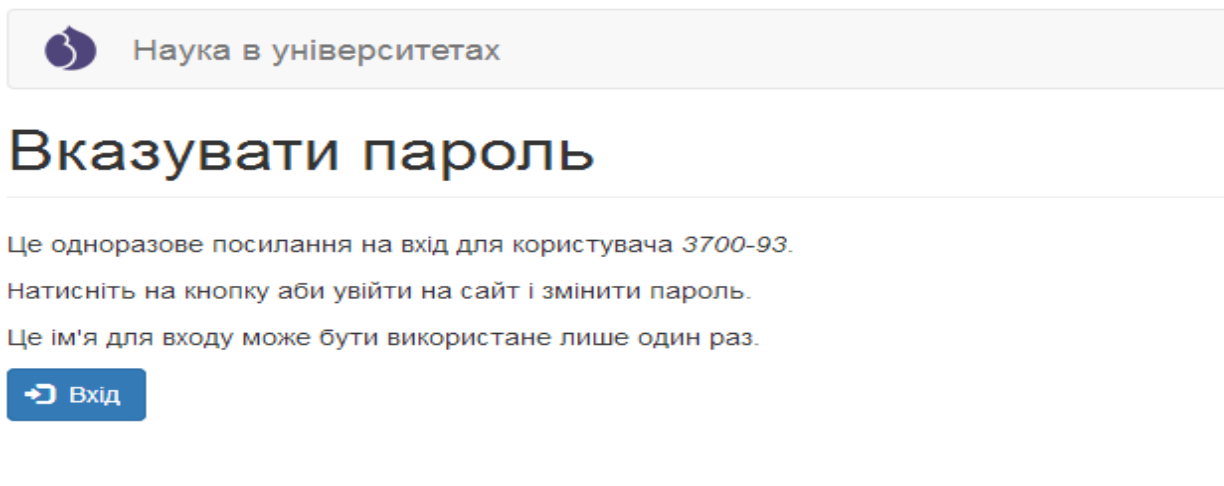 Наука в університетах
Вказувати пароль
Це одноразове посилання на вхід для користувача 3700-93.
Натисніть на кнопку аби увійти на сайт і змінити пароль.
Це ім'я для входу може бути використане лише один раз.
Вхід